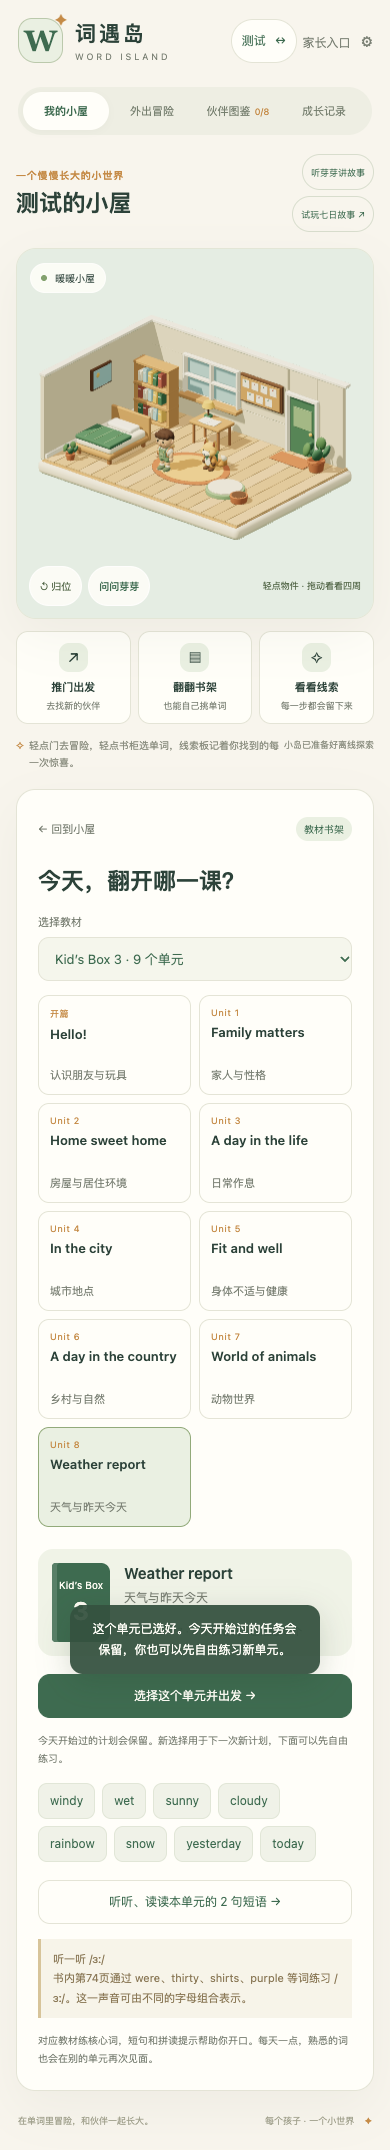 W 词遇岛
WORD ISLAND
测试 ↔ 家长入口 ⚙
我的小屋 外出冒险 伙伴图鉴 0/8 成长记录
一个慢慢长大的小世界
测试的小屋
听芽芽讲故事
试玩七日故事 ↗
暖暖小屋
归位 问问芽芽 轻点物件 · 拖动看看四周
推门出发
去找新的伙伴
翻翻书架
也能自己挑单词
看看线索
每一步都会留下来
✧ 轻点门去冒险，轻点书柜选单词，线索板记着你找到的每
一次惊喜。
小岛已准备好离线探索
← 回到小屋 教材书架
今天，翻开哪一课?
选择教材
Kid's Box 3 · 9 个单元
开篇
Hello!
认识朋友与玩具
Unit 1
Family matters
家人与性格
Unit 2
Home sweet home
房屋与居住环境
Unit 3
A day in the life
日常作息
Unit 4
In the city
城市地点
Unit 5
Fit and well
身体不适与健康
Unit 6
A day in the country
乡村与自然
Unit 7
World of animals
动物世界
Unit 8
Weather report
天气与昨天今天
Kid's Box
3
Weather report
天气与昨天今天
这个单元已选好。今天开始过的任务会
保留，你也可以先自由练习新单元。
选择这个单元并出发 →
今天开始过的计划会保留。新选择用于下一次新计划，下面可以先自由
练习。
windy wet sunny cloudy
rainbow snow yesterday today
听听、读读本单元的 2 句短语 →
听一听 /ɜː/
书内第74页通过 were、thirty、shirts、purple 等词练习 /
ɜː/。这一声音可由不同的字母组合表示。
对应教材练核心词，短句和拼读提示帮助你开口。每天一点，熟悉的词
也会在别的单元再次见面。
在单词里冒险，和伙伴一起长大。 每个孩子 · 一个小世界 ✦